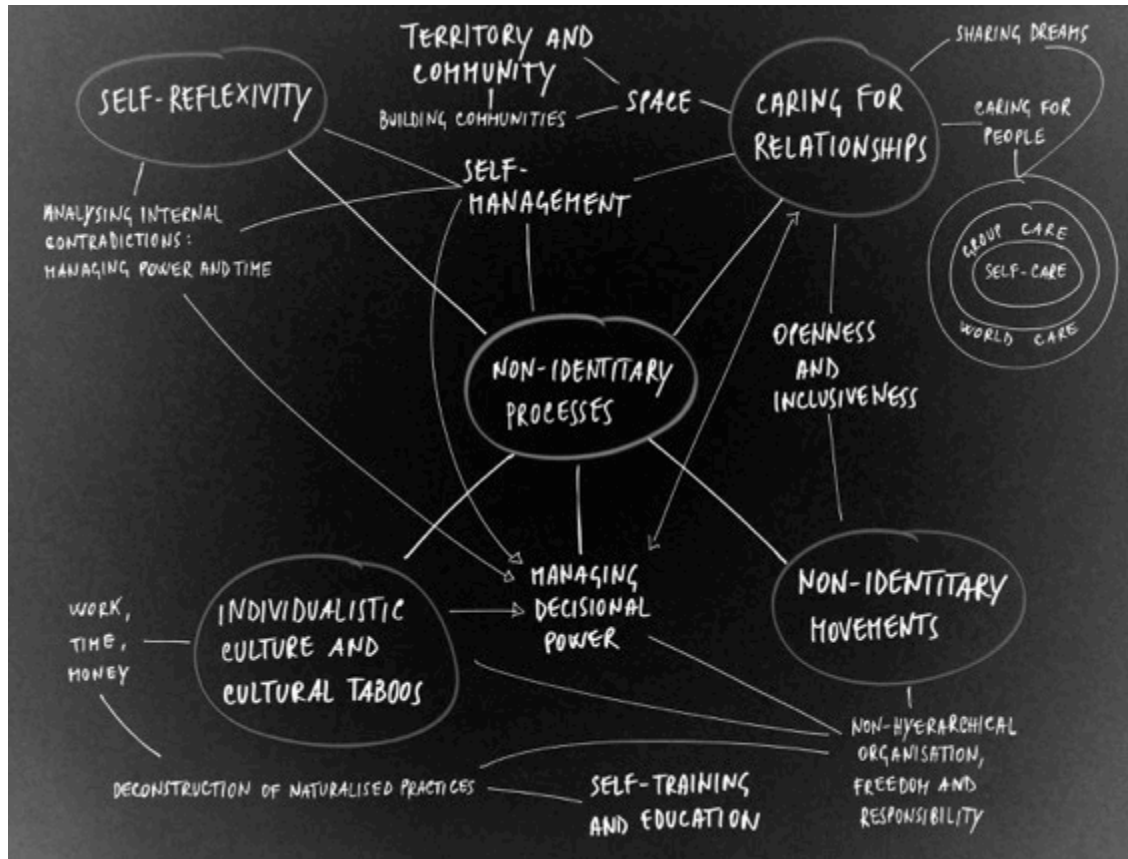 SELF-REFLEXIVITY
TERRITORY AND
COMMUNITY
BUILDING COMMUNITIES
SPACE
CARING FOR
RELATIONSHIPS
SHARING DREAMS
CARING FOR
PEOPLE
GROUP CARE
SELF-CARE
WORLD CARE
SELF-
MANAGEMENT
ANALYSING INTERNAL
CONTRADICTIONS:
MANAGING POWER AND TIME
NON-IDENTITARY
PROCESSES
OPENNESS
AND
INCLUSIVENESS
WORK,
TIME,
MONEY
INDIVIDUALISTIC
CULTURE AND
CULTURAL TABOOS
MANAGING
DECISIONAL
POWER
NON-IDENTITARY
MOVEMENTS
NON-HYERARCHICAL
ORGANISATION,
FREEDOM AND
RESPONSIBILITY
DECONSTRUCTION OF NATURALISED PRACTICES
SELF-TRAINING
AND EDUCATION